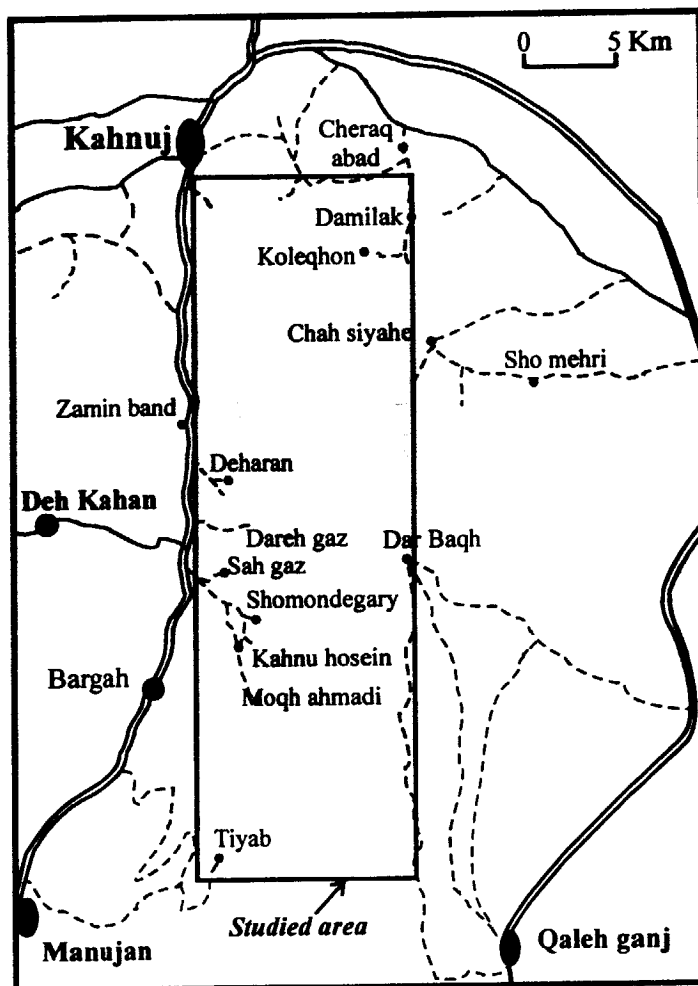 0 5 Km
Kahnuj
Cheraq
abad
Damilak
Koleqhon
Chah siyahe
Sho mehri
Zamin band
Deharan
Deh Kahan
Dareh gaz
Dar Baqh
Sah gaz
Shomondegary
Kahnu hosein
Bargah
Moqh ahmadi
Tiyab
Studied area
Manujan
Qaleh ganj